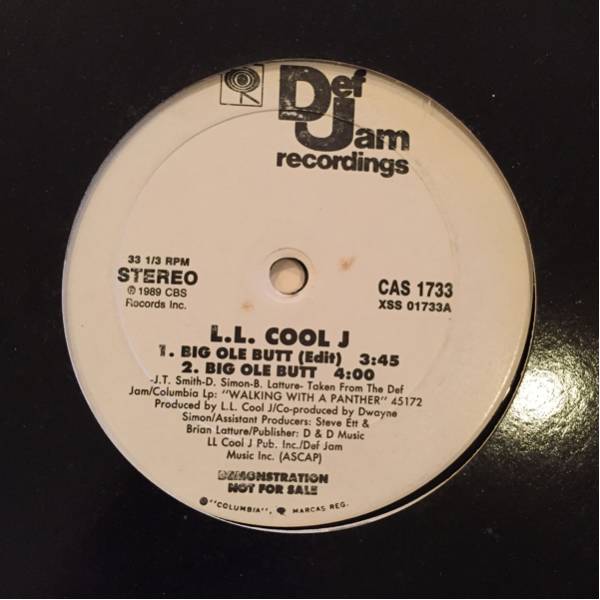 Def
Jam
recordings
33 1/3 RPM
STEREO
℗ 1989 CBS
Records Inc.
CAS 1733
XSS 01733A
L.L. COOL J
1. BIG OLE BUTT (Edit) 3:45
2. BIG OLE BUTT 4:00
-J.T. Smith-D. Simon-B. Latture- Taken From The Def
Jam/Columbia Lp: "WALKING WITH A PANTHER" 45172
Produced by L.L. Cool J/Co-produced by Dwayne
Simon/Assistant Producers: Steve Ett &
Brian Latture/Publisher: D & D Music
LL Cool J Pub. Inc./Def Jam
Music Inc. (ASCAP)
DEMONSTRATION
NOT FOR SALE
"COLUMBIA", MARCAS REG.